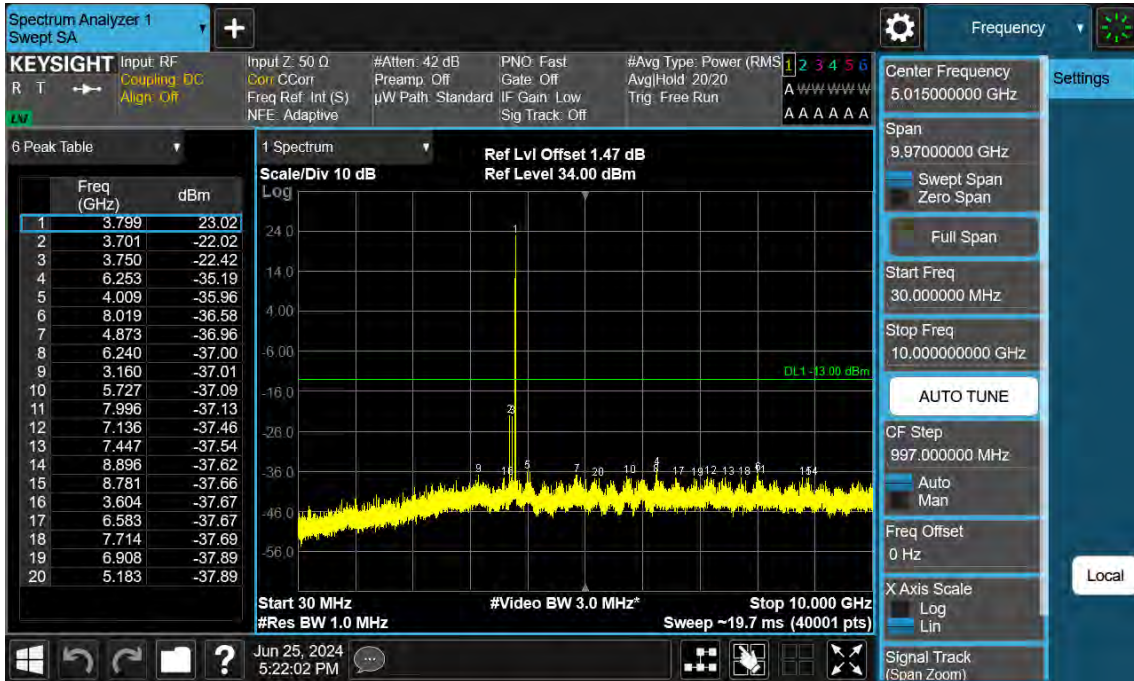 Spectrum Analyzer 1
Swept SA
Frequency
KEYSIGHT
R T
LXI
Input: RF
Coupling: DC
Align: Off
Input Z: 50 Ω
Corr CCorr
Freq Ref: Int (S)
NFE: Adaptive
#Atten: 42 dB
Preamp: Off
µW Path: Standard
PNO: Fast
Gate: Off
IF Gain: Low
Sig Track: Off
#Avg Type: Power (RMS
Avg|Hold: 20/20
Trig: Free Run
1 2 3 4 5 6
A W W W W W
A A A A A A
6 Peak Table
Freq (GHz) dBm
1 3.799 23.02
2 3.701 -22.02
3 3.750 -22.42
4 6.253 -35.19
5 4.009 -35.96
6 8.019 -36.58
7 4.873 -36.96
8 6.240 -37.00
9 3.160 -37.01
10 5.727 -37.09
11 7.996 -37.13
12 7.136 -37.46
13 7.447 -37.54
14 8.896 -37.62
15 8.781 -37.66
16 3.604 -37.67
17 6.583 -37.67
18 7.714 -37.69
19 6.908 -37.89
20 5.183 -37.89
1 Spectrum
Scale/Div 10 dB
Ref Lvl Offset 1.47 dB
Ref Level 34.00 dBm
Log
24.0
14.0
4.00
-6.00
-16.0
-26.0
-36.0
-46.0
-56.0
DL1 -13.00 dBm
1
9
5
7
20
10
4
17
12
13
18
Start 30 MHz
#Video BW 3.0 MHz*
Stop 10.000 GHz
#Res BW 1.0 MHz
Sweep ~19.7 ms (40001 pts)
Center Frequency
5.015000000 GHz
Settings
Span
9.97000000 GHz
Swept Span
Zero Span
Full Span
Start Freq
30.000000 MHz
Stop Freq
10.000000000 GHz
AUTO TUNE
CF Step
997.000000 MHz
Auto
Man
Freq Offset
0 Hz
X Axis Scale
Log
Lin
Local
Signal Track
(Span Zoom)
?
Jun 25, 2024
5:22:02 PM